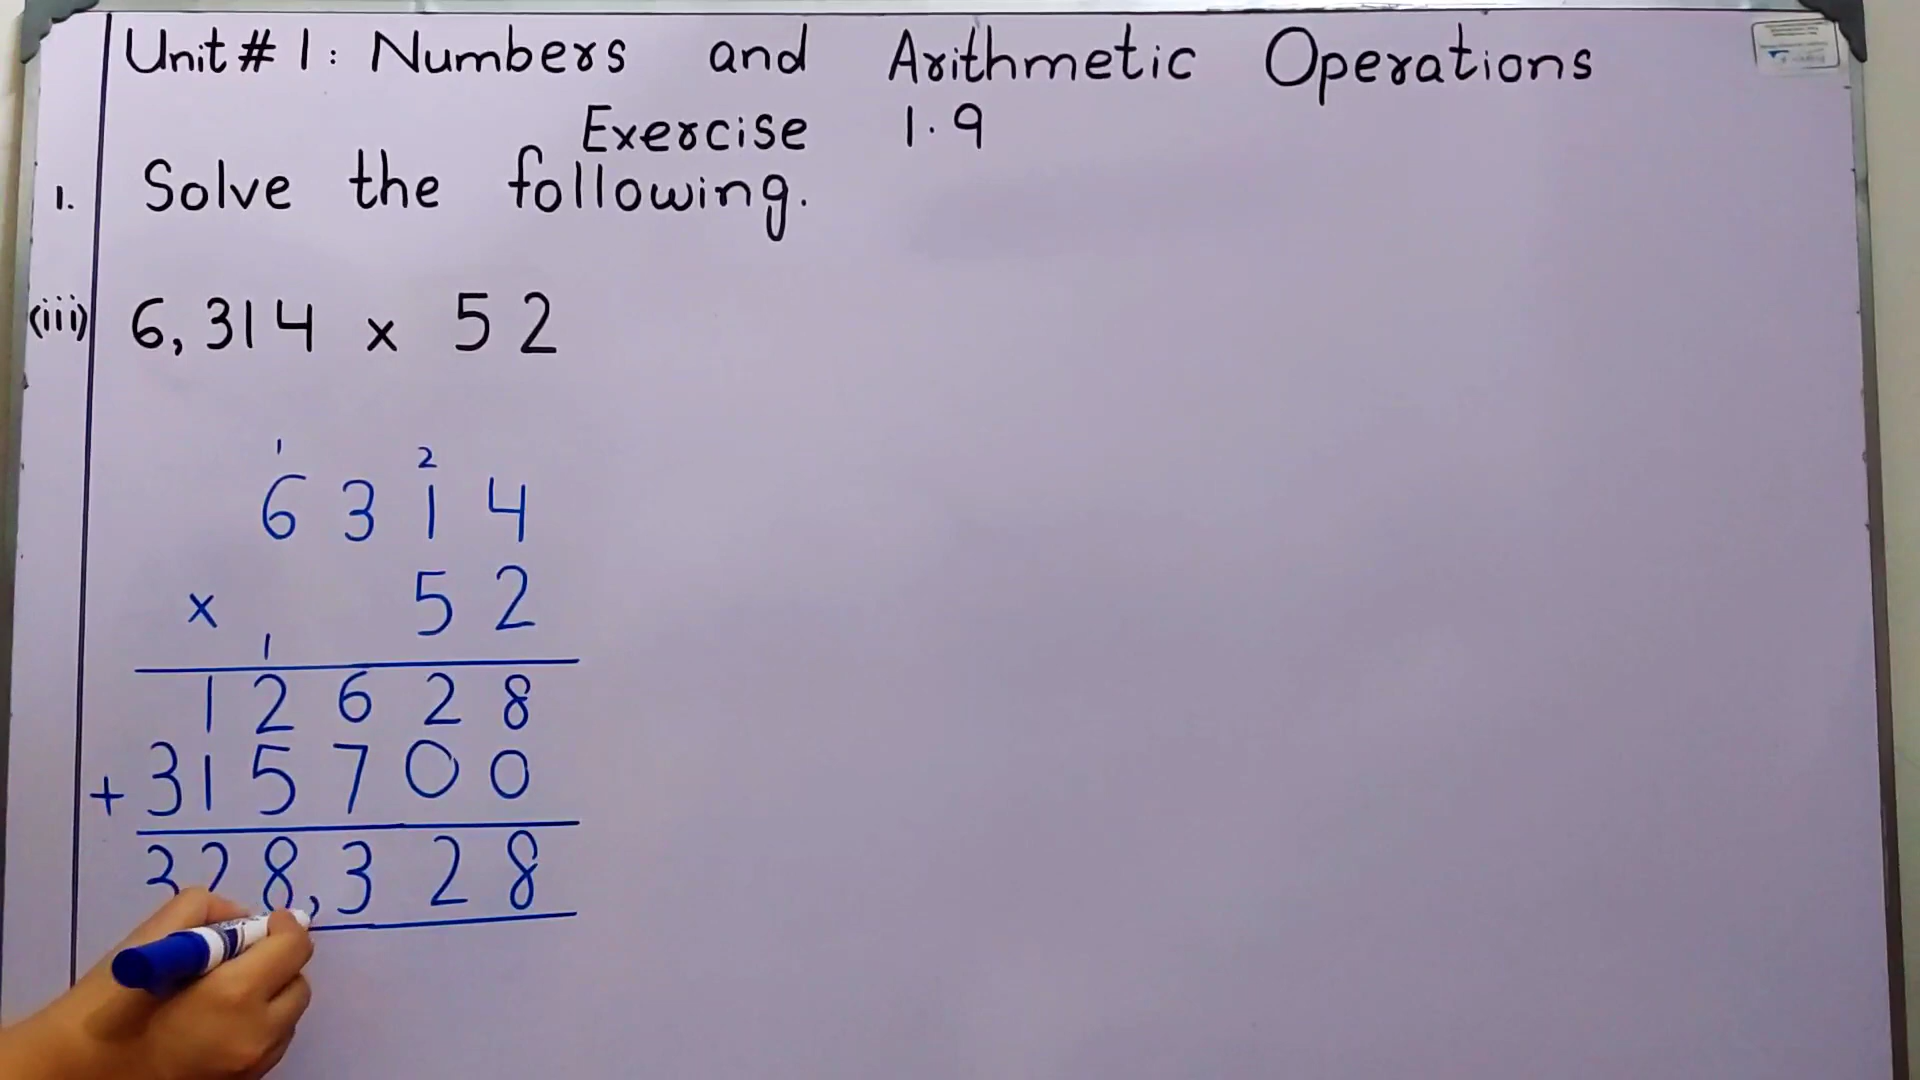 Unit # 1 : Numbers and Arithmetic Operations
Exercise 1.9
1. Solve the following.
(iii) 6,314 x 52
1 2
6 3 1 4
x 5 2
1
1 2 6 2 8
+ 3 1 5 7 0 0
3 2 8 , 3 2 8